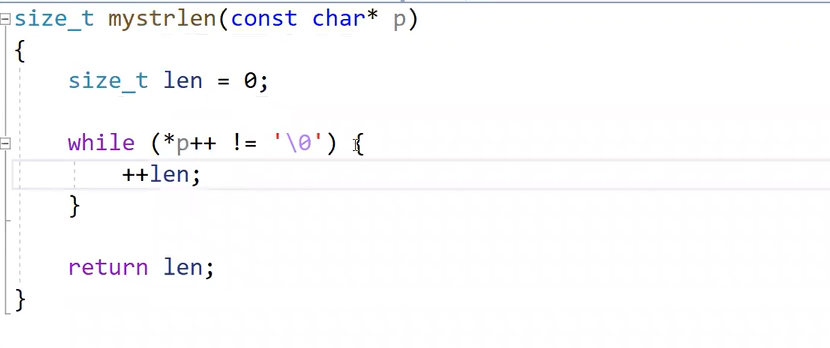 size_t mystrlen(const char* p)
{
    size_t len = 0;

    while (*p++ != '\0') {
        ++len;
    }

    return len;
}